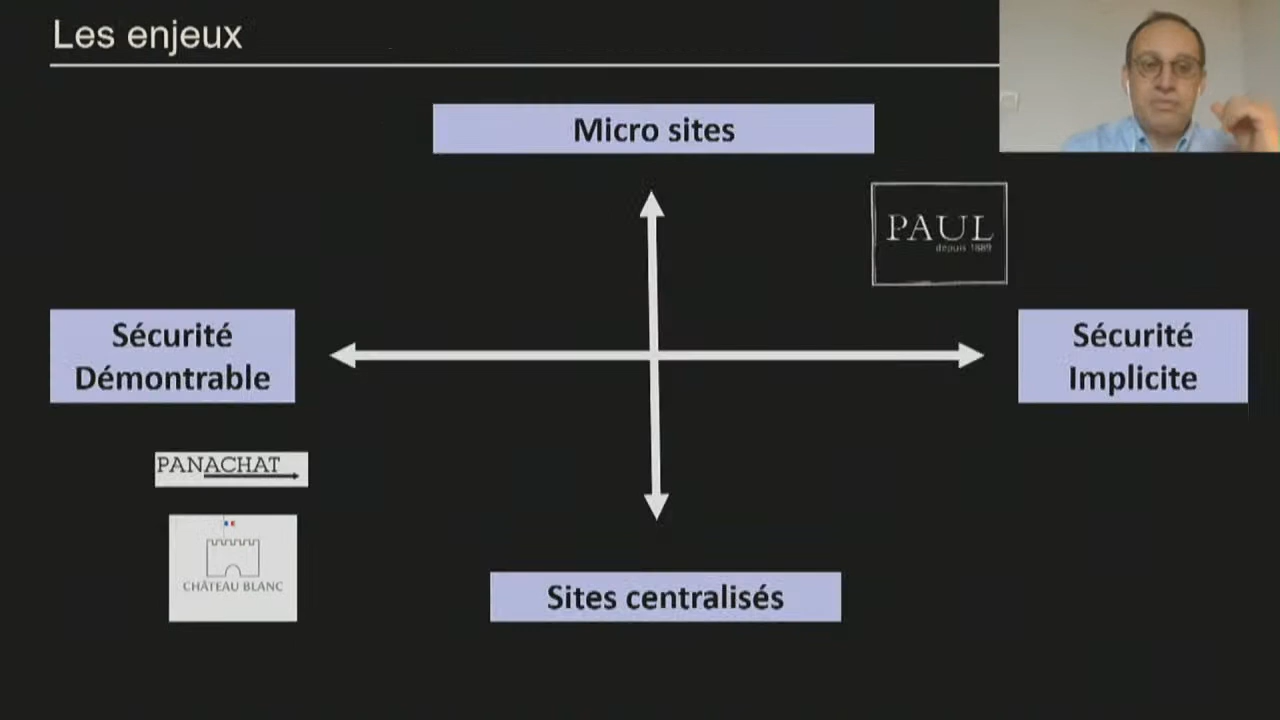 Les enjeux
Micro sites
PAUL
depuis 1889
Sécurité
Démontrable
Sécurité
Implicite
PANACHAT
CHÂTEAU BLANC
Sites centralisés